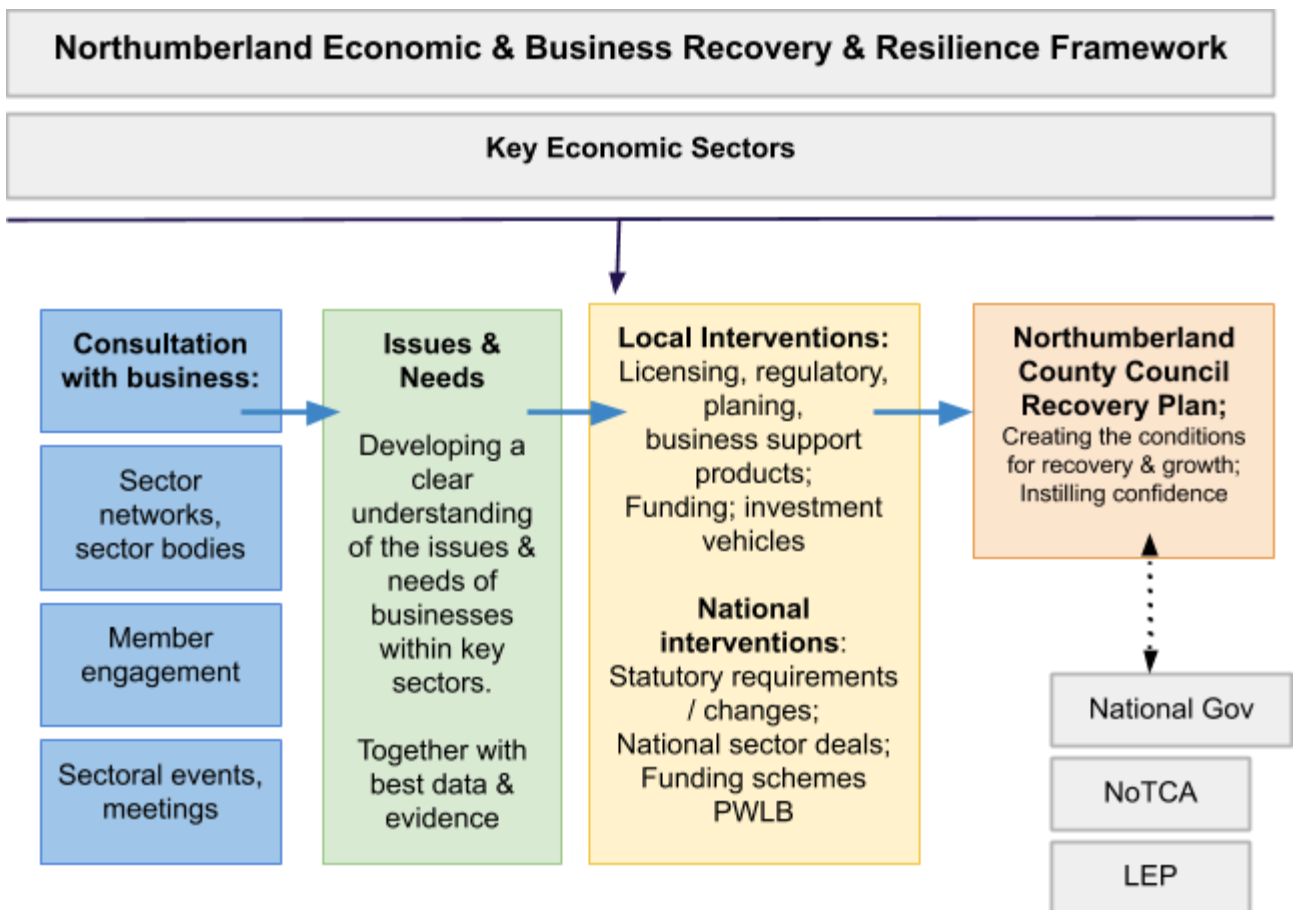 Northumberland Economic & Business Recovery & Resilience Framework
Key Economic Sectors
Consultation
with business:
Sector
networks,
sector bodies
Member
engagement
Sectoral events,
meetings
Issues &
Needs
Developing a
clear
understanding
of the issues &
needs of
businesses
within key
sectors.
Together with
best data &
evidence
Local Interventions:
Licensing, regulatory,
planing,
business support
products;
Funding; investment
vehicles
National
interventions:
Statutory requirements
/ changes;
National sector deals;
Funding schemes
PWLB
Northumberland
County Council
Recovery Plan;
Creating the conditions
for recovery & growth;
Instilling confidence
National Gov
NoTCA
LEP